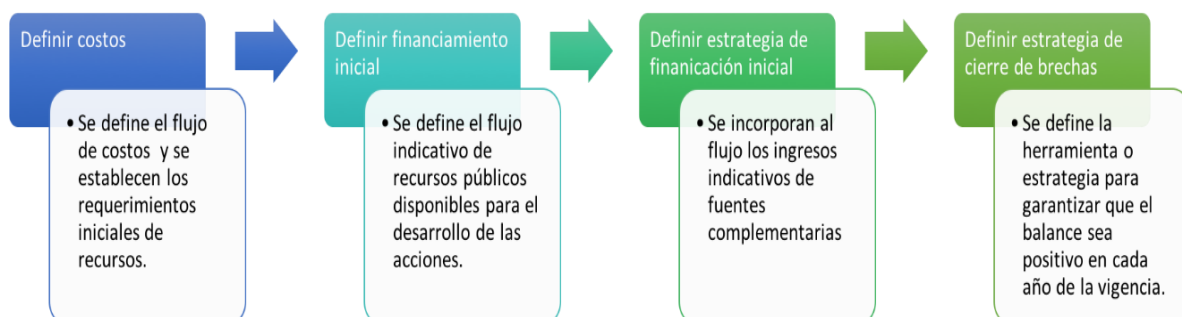 Definir costos
• Se define el flujo
de costos y se
establecen los
requerimientos
iniciales de
recursos.
Definir financiamiento
inicial
• Se define el flujo
indicativo de
recursos públicos
disponibles para el
desarrollo de las
acciones.
Definir estrategia de
finanicación inicial
• Se incorporan al
flujo los ingresos
indicativos de
fuentes
complementarias
Definir estrategia de
cierre de brechas
• Se define la
herramienta o
estrategia para
garantizar que el
balance sea
positivo en cada
año de la vigencia.